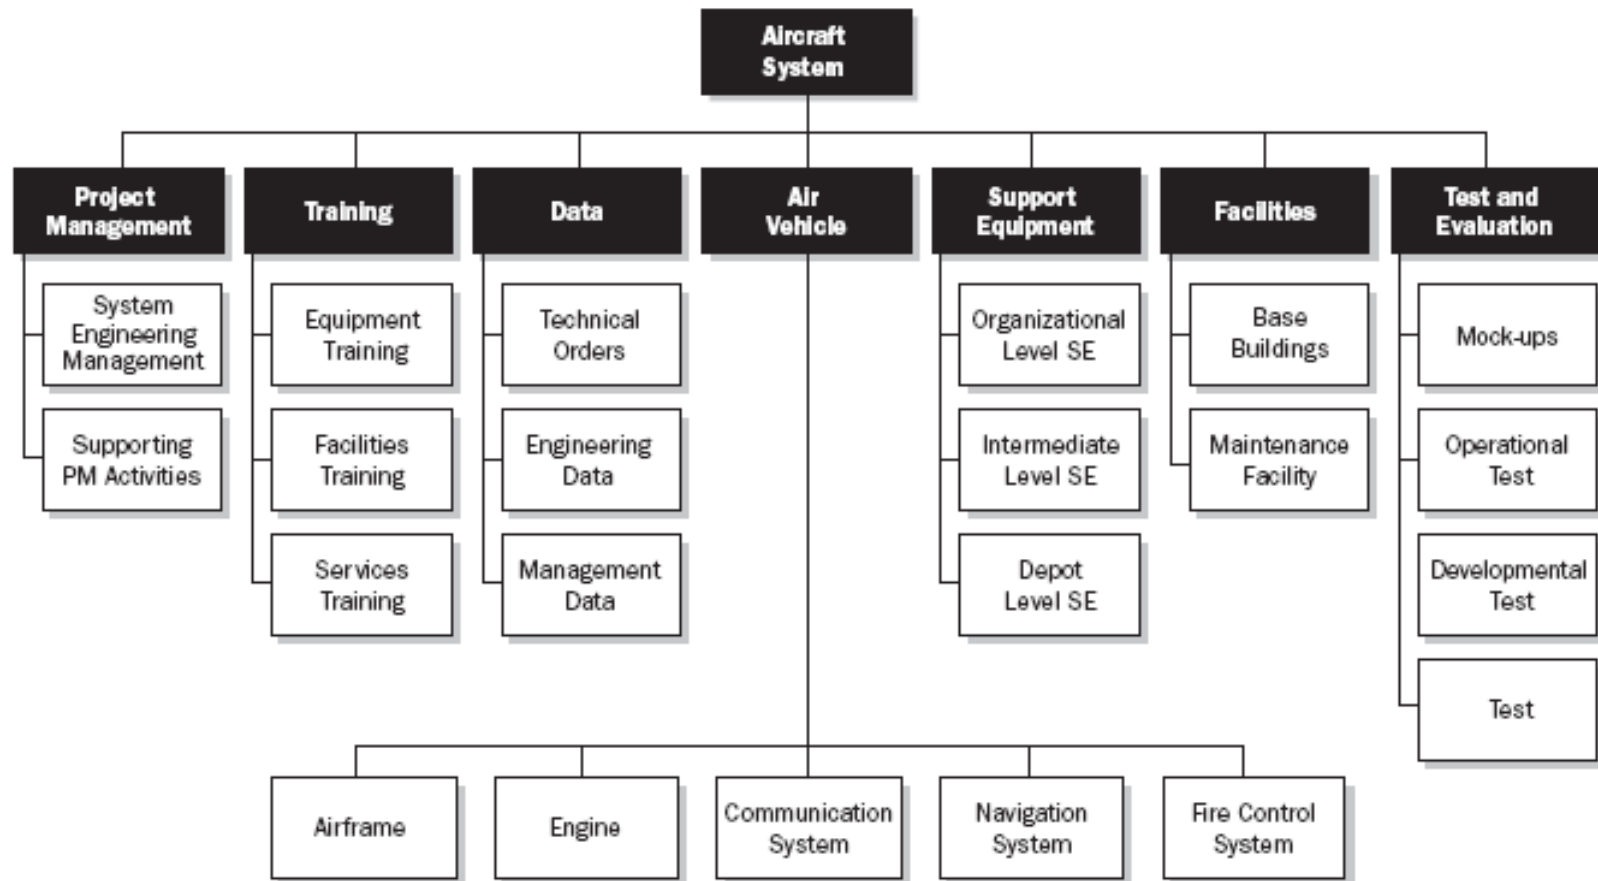 Aircraft
System
Project
Management
Training
Data
Air
Vehicle
Support
Equipment
Facilities
Test and
Evaluation
System
Engineering
Management
Supporting
PM Activities
Equipment
Training
Facilities
Training
Services
Training
Technical
Orders
Engineering
Data
Management
Data
Organizational
Level SE
Intermediate
Level SE
Depot
Level SE
Base
Buildings
Maintenance
Facility
Mock-ups
Operational
Test
Developmental
Test
Test
Airframe
Engine
Communication
System
Navigation
System
Fire Control
System